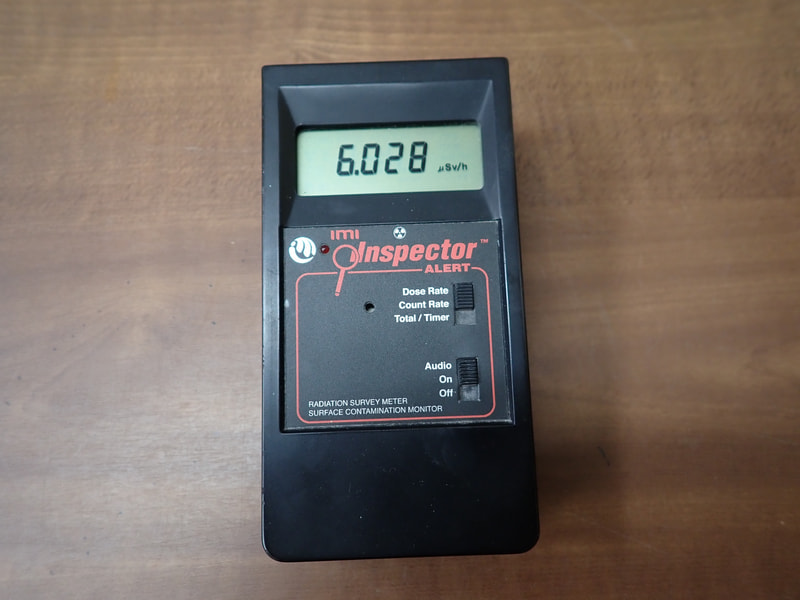 6.028 µSv/h
imi
Inspector™
ALERT
Dose Rate
Count Rate
Total / Timer
Audio
On
Off
RADIATION SURVEY METER
SURFACE CONTAMINATION MONITOR